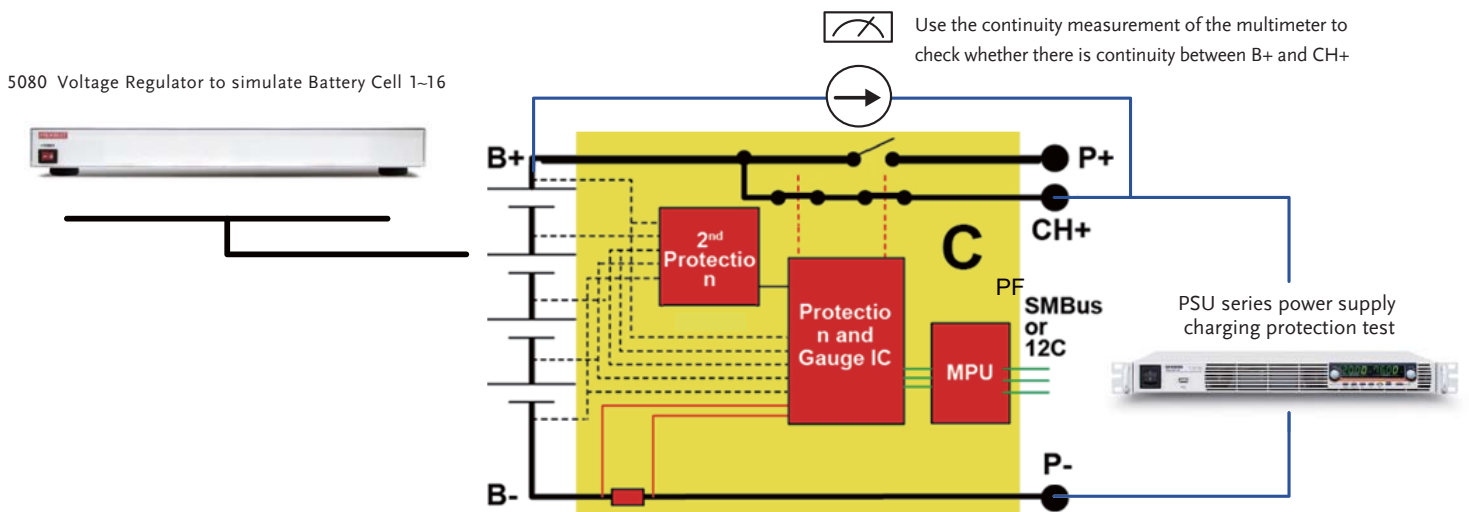 Use the continuity measurement of the multimeter to
check whether there is continuity between B+ and CH+
5080 Voltage Regulator to simulate Battery Cell 1~16
B+
P+
CH+
2nd
Protectio
n
C
PF
SMBus
or
12C
Protectio
n and
Gauge IC
MPU
PSU series power supply
charging protection test
P-
B-